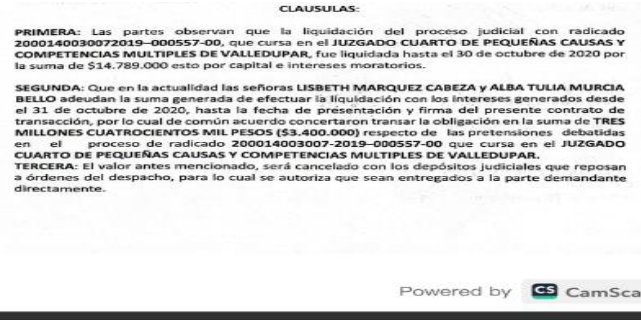 CLAUSULAS:
PRIMERA: Las partes observan que la liquidación del proceso judicial con radicado
2000140030072019–000557-00, que cursa en el JUZGADO CUARTO DE PEQUEÑAS CAUSAS Y
COMPETENCIAS MULTIPLES DE VALLEDUPAR, fue liquidada hasta el 30 de octubre de 2020 por
la suma de $14.789.000 esto por capital e intereses moratorios.
SEGUNDA: Que en la actualidad las señoras LISBETH MARQUEZ CABEZA y ALBA TULIA MURCIA
BELLO adeudan la suma generada de efectuar la liquidación con los intereses generados desde
el 31 de octubre de 2020, hasta la fecha de presentación y firma del presente contrato de
transacción, por lo cual de común acuerdo concertaron transar la obligación en la suma de TRES
MILLONES CUATROCIENTOS MIL PESOS ($3.400.000) respecto de las pretensiones debatidas
en el proceso de radicado 200014003007-2019–000557-00 que cursa en el JUZGADO
CUARTO DE PEQUEÑAS CAUSAS Y COMPETENCIAS MULTIPLES DE VALLEDUPAR.
TERCERA: El valor antes mencionado, será cancelado con los depósitos judiciales que reposan
a órdenes del despacho, para lo cual se autoriza que sean entregados a la parte demandante
directamente.
Powered by CS CamSca